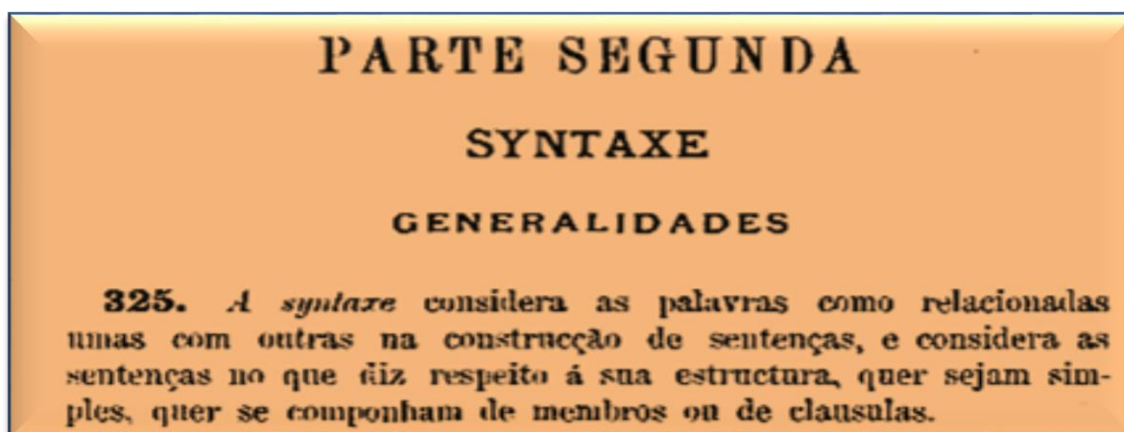 PARTE SEGUNDA
SYNTAXE
GENERALIDADES
325. A syntaxe considera as palavras como relacionadas
umas com outras na construcção de sentenças, e considera as
sentenças no que diz respeito á sua estructura, quer sejam sim-
ples, quer se componham de membros ou de clausulas.